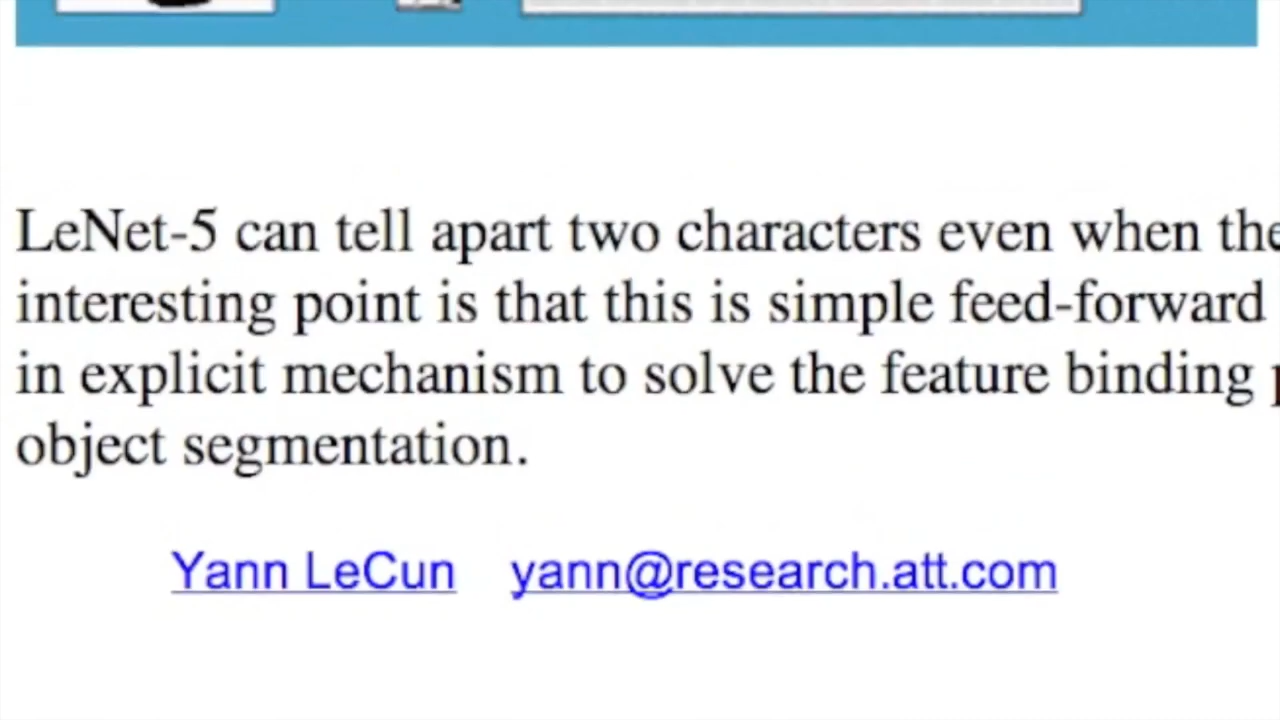 LeNet-5 can tell apart two characters even when the
interesting point is that this is simple feed-forward
in explicit mechanism to solve the feature binding
object segmentation.
Yann LeCun yann@research.att.com